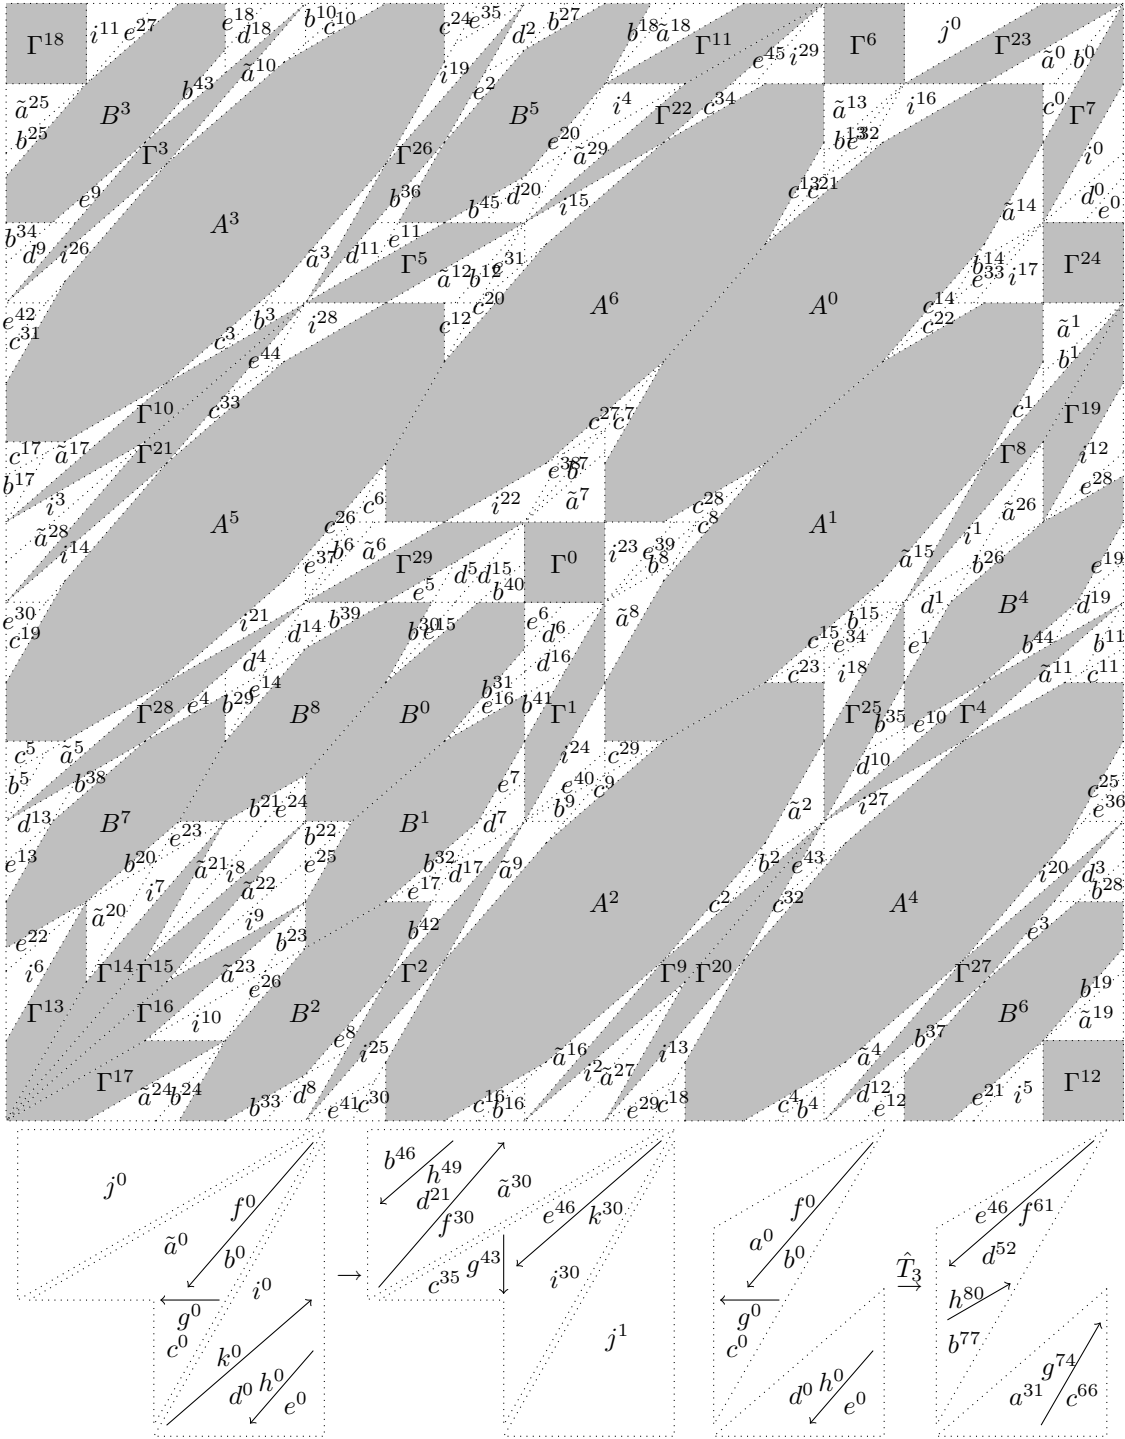 Γ^18 i^11 e^27 e^18 d^18 b^10 c^10 c^24 e^35 d^2 b^27 b^18 ã^18 Γ^11 e^45 i^29 Γ^6 j^0 Γ^23 ã^0 b^0
ã^25 b^25 B^3 b^43 ã^10 i^19 e^2 B^5 i^4 Γ^22 c^34 ã^13 i^16 c^0 Γ^7
Γ^3 Γ^26 e^20 ã^29 b^13 e^32 i^0
e^9 A^3 b^36 b^45 d^20 i^15 c^13 c^21 ã^14 d^0 e^0
b^34 d^9 i^26 ã^3 d^11 e^11 Γ^5 ã^12 b^12 e^31 b^14 e^33 i^17 Γ^24
e^42 c^31 c^3 b^3 i^28 c^12 c^20 A^6 A^0 c^14 c^22 ã^1 b^1
e^44 Γ^10 c^33 c^27 c^7 c^1 Γ^19
c^17 ã^17 Γ^21 b^17 i^3 e^38 b^7 ã^7 Γ^8 i^12 e^28
ã^28 i^14 A^5 c^26 c^6 i^22 c^28 c^8 A^1 i^1 ã^26
e^37 b^6 ã^6 Γ^29 e^5 d^5 d^15 b^40 Γ^0 i^23 e^39 b^8 ã^15 b^26 e^19
e^30 c^19 i^21 d^14 b^39 b^30 e^15 e^6 d^6 ã^8 b^15 d^1 B^4 d^19
d^4 e^14 d^16 c^15 e^34 e^1 b^44 b^11
Γ^28 e^4 b^29 B^8 B^0 b^31 e^16 b^41 Γ^1 c^23 i^18 Γ^25 b^35 e^10 Γ^4 ã^11 c^11
c^5 ã^5 b^5 b^38 i^24 c^29 d^10
d^13 B^7 b^21 e^24 e^7 e^40 b^9 c^9 ã^2 i^27 c^25 e^36
e^13 e^23 b^20 b^22 e^25 B^1 d^7 b^32 d^17 e^17 ã^9 b^2 e^43 i^20 d^3 b^28
ã^20 i^7 ã^21 i^8 ã^22 i^9 A^2 c^2 c^32 A^4
e^22 i^6 b^23 b^42 e^3
Γ^13 Γ^14 Γ^15 Γ^16 ã^23 e^26 i^10 B^2 Γ^2 Γ^9 Γ^20 Γ^27 B^6 b^19 ã^19
e^8 i^25 ã^16 i^2 ã^27 i^13 ã^4 b^37
Γ^17 ã^24 b^24 b^33 d^8 e^41 c^30 c^16 b^16 e^29 c^18 c^4 b^4 d^12 e^12 e^21 i^5 Γ^12
j^0 ã^0 f^0 b^0 i^0 g^0 c^0 k^0 d^0 h^0 e^0
→
b^46 h^49 d^21 f^30 ã^30 e^46 k^30 g^43 c^35 i^30 j^1
a^0 f^0 b^0 g^0 c^0 d^0 h^0 e^0
T̂_3 →
e^46 f^61 d^52 h^80 b^77 g^74 a^31 c^66